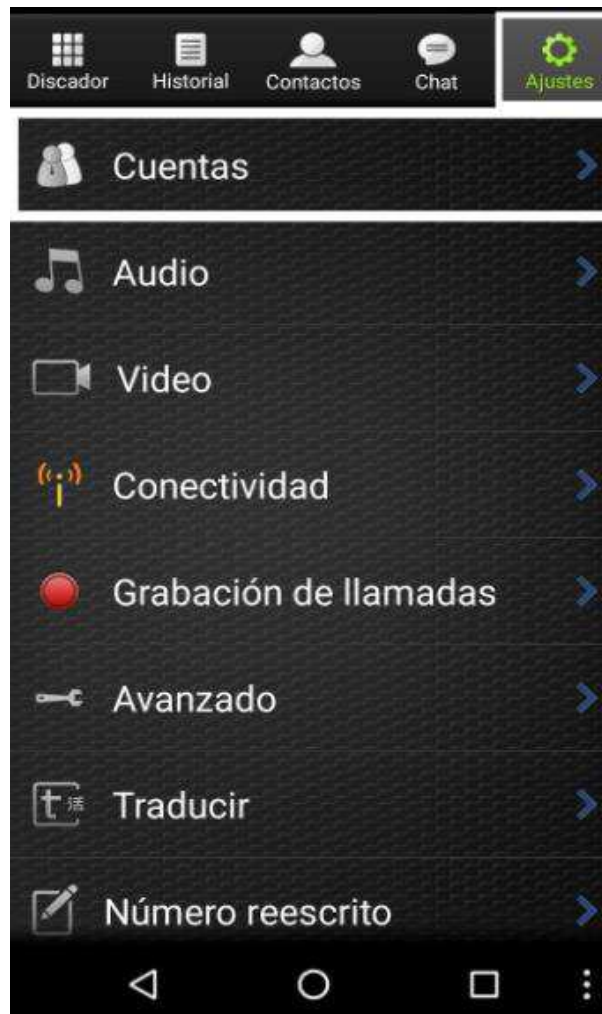 Discador Historial Contactos Chat Ajustes
Cuentas
Audio
Video
Conectividad
Grabación de llamadas
Avanzado
Traducir
Número reescrito